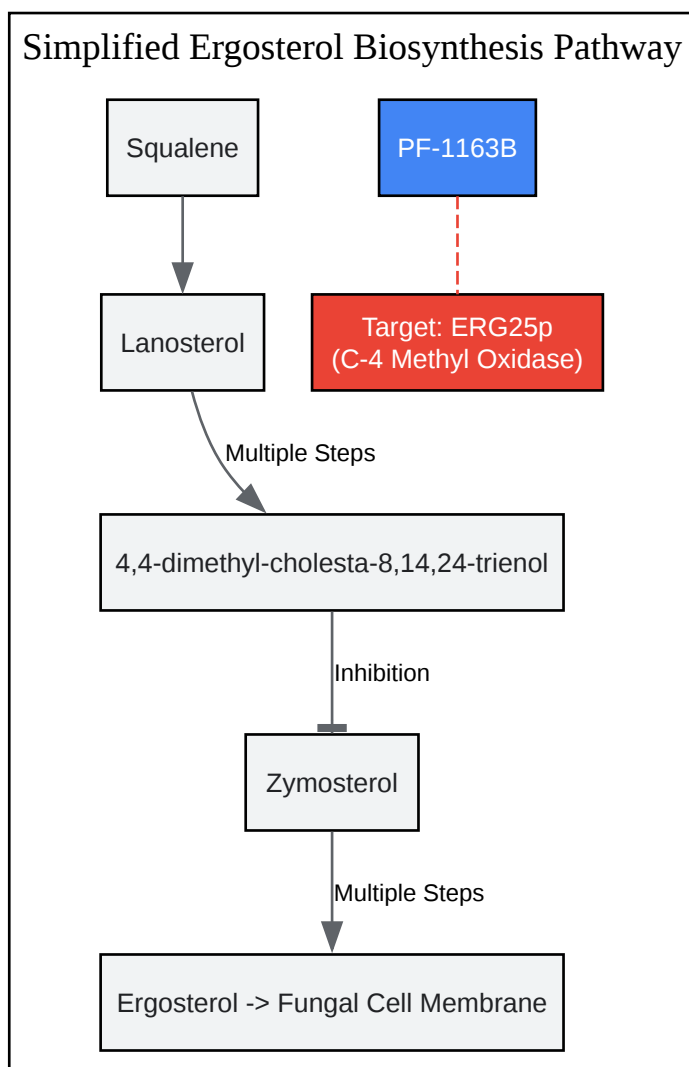 Simplified Ergosterol Biosynthesis Pathway
Squalene
PF-1163B
Lanosterol
Target: ERG25p
(C-4 Methyl Oxidase)
Multiple Steps
4,4-dimethyl-cholesta-8,14,24-trienol
Inhibition
Zymosterol
Multiple Steps
Ergosterol -> Fungal Cell Membrane